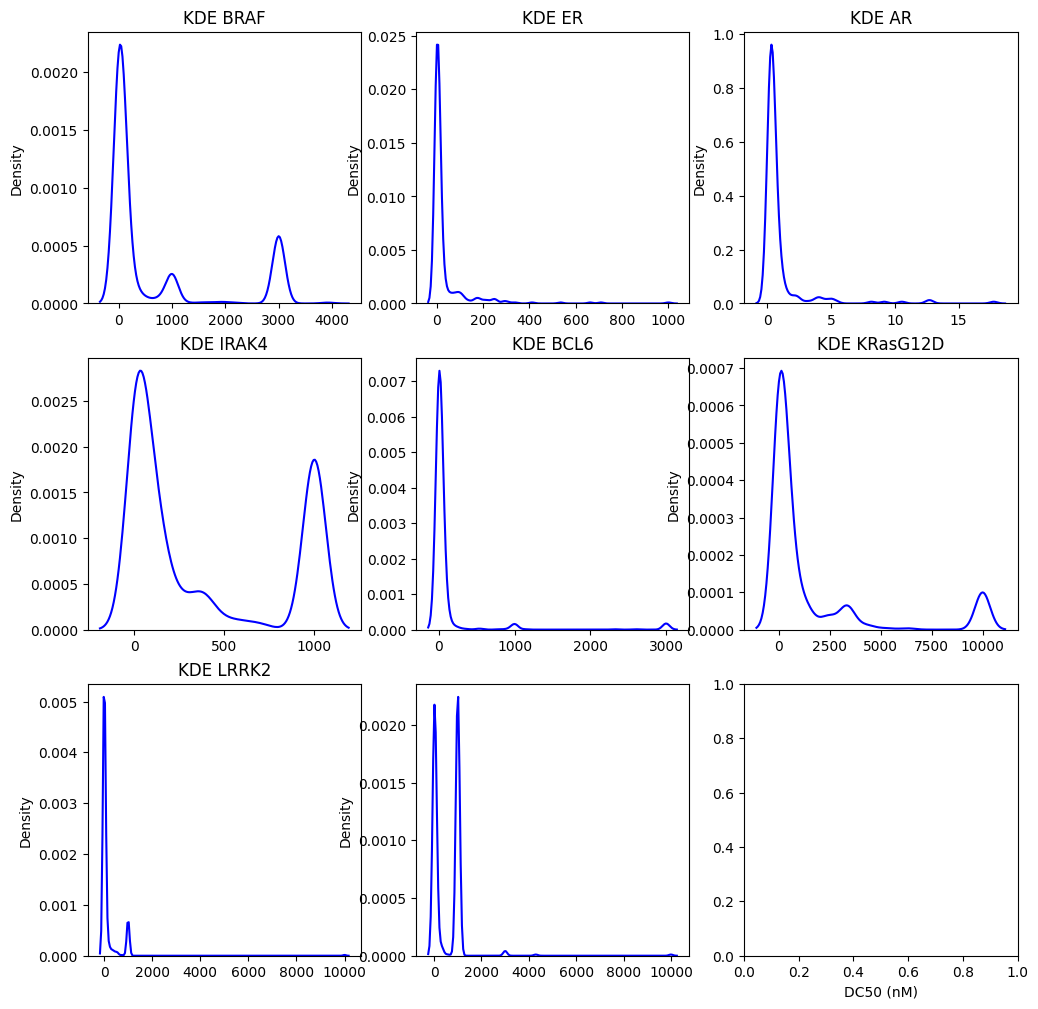 KDE BRAF
KDE ER
KDE AR
0.0020
0.0015
0.0010
0.0005
0.0000
Density
0 1000 2000 3000 4000
0.025
0.020
0.015
0.010
0.005
0.000
Density
0 200 400 600 800 1000
1.0
0.8
0.6
0.4
0.2
0.0
Density
0 5 10 15
KDE IRAK4
KDE BCL6
KDE KRasG12D
0.0025
0.0020
0.0015
0.0010
0.0005
0.0000
Density
0 500 1000
0.007
0.006
0.005
0.004
0.003
0.002
0.001
0.000
Density
0 1000 2000 3000
0.0007
0.0006
0.0005
0.0004
0.0003
0.0002
0.0001
0.0000
Density
0 2500 5000 7500 10000
KDE LRRK2
0.005
0.004
0.003
0.002
0.001
0.000
Density
0 2000 4000 6000 8000 10000
0.0020
0.0015
0.0010
0.0005
0.0000
Density
0 2000 4000 6000 8000 10000
1.0
0.8
0.6
0.4
0.2
0.0
0.0 0.2 0.4 0.6 0.8 1.0
DC50 (nM)